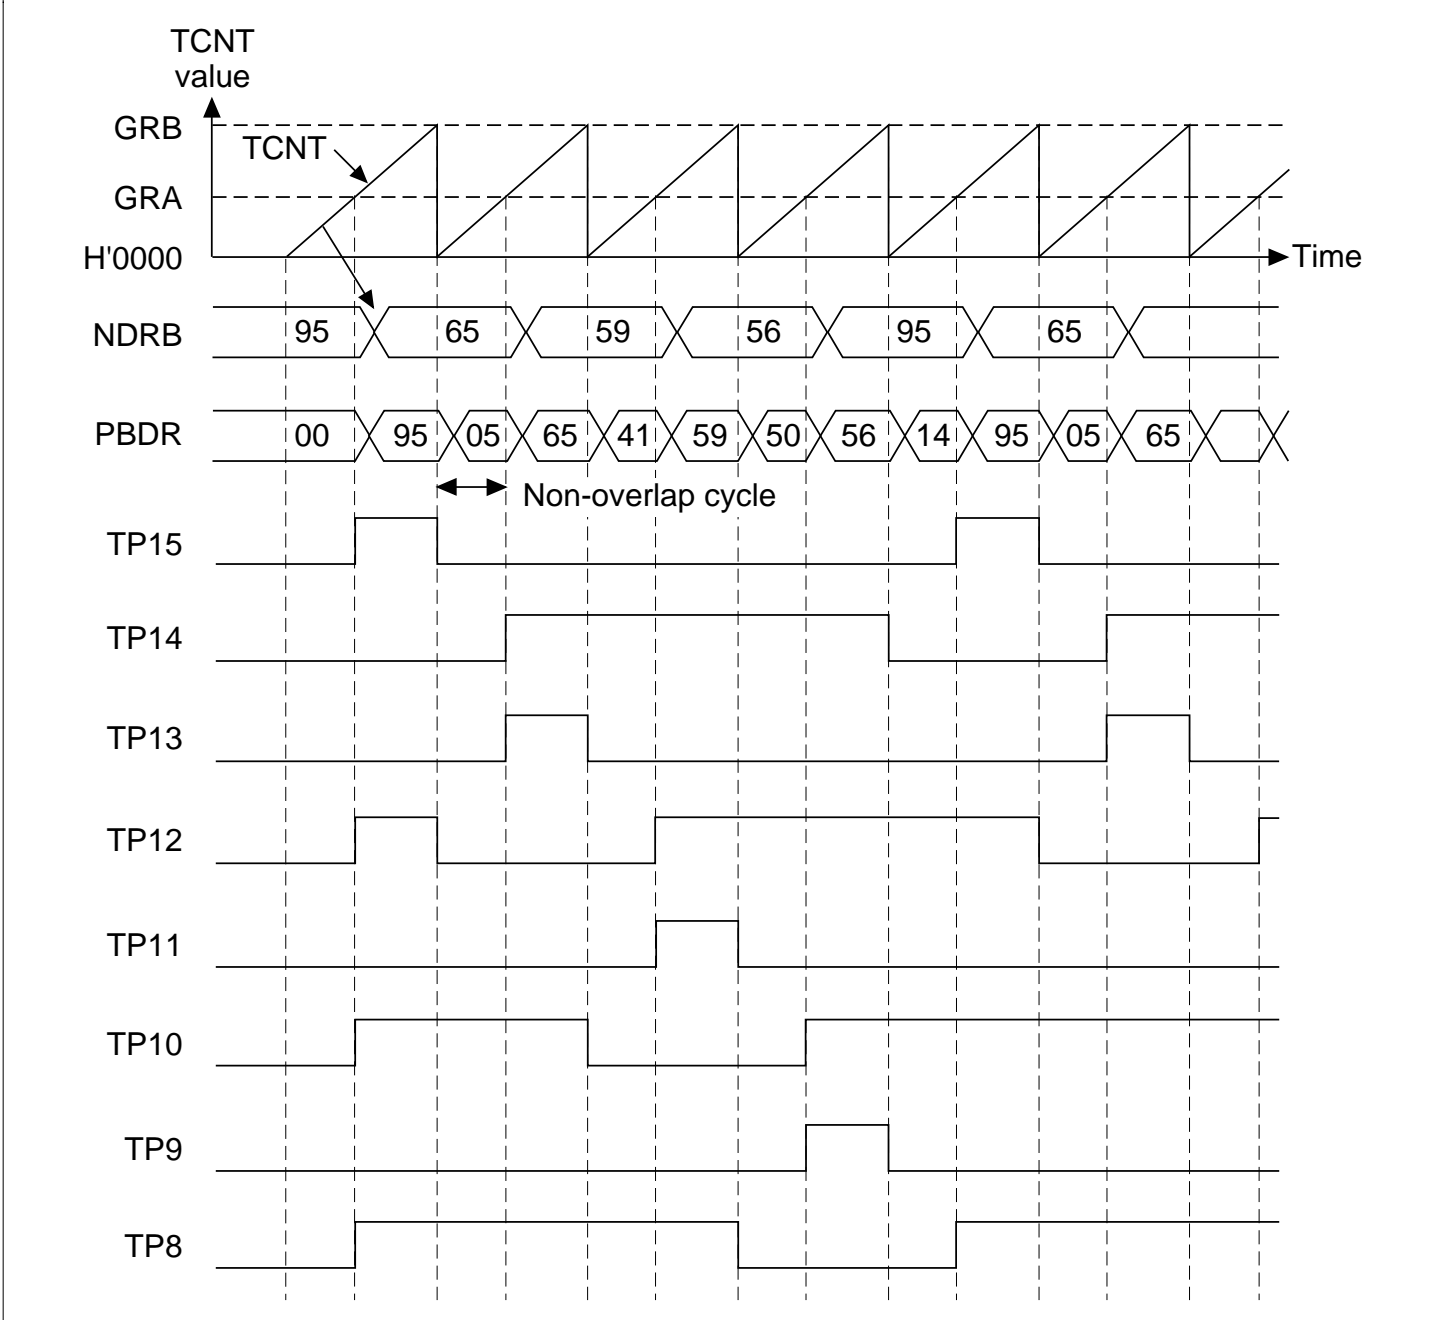 TCNT
value
GRB
TCNT
GRA
H'0000
Time
NDRB 95 65 59 56 95 65
PBDR 00 95 05 65 41 59 50 56 14 95 05 65
Non-overlap cycle
TP15
TP14
TP13
TP12
TP11
TP10
TP9
TP8